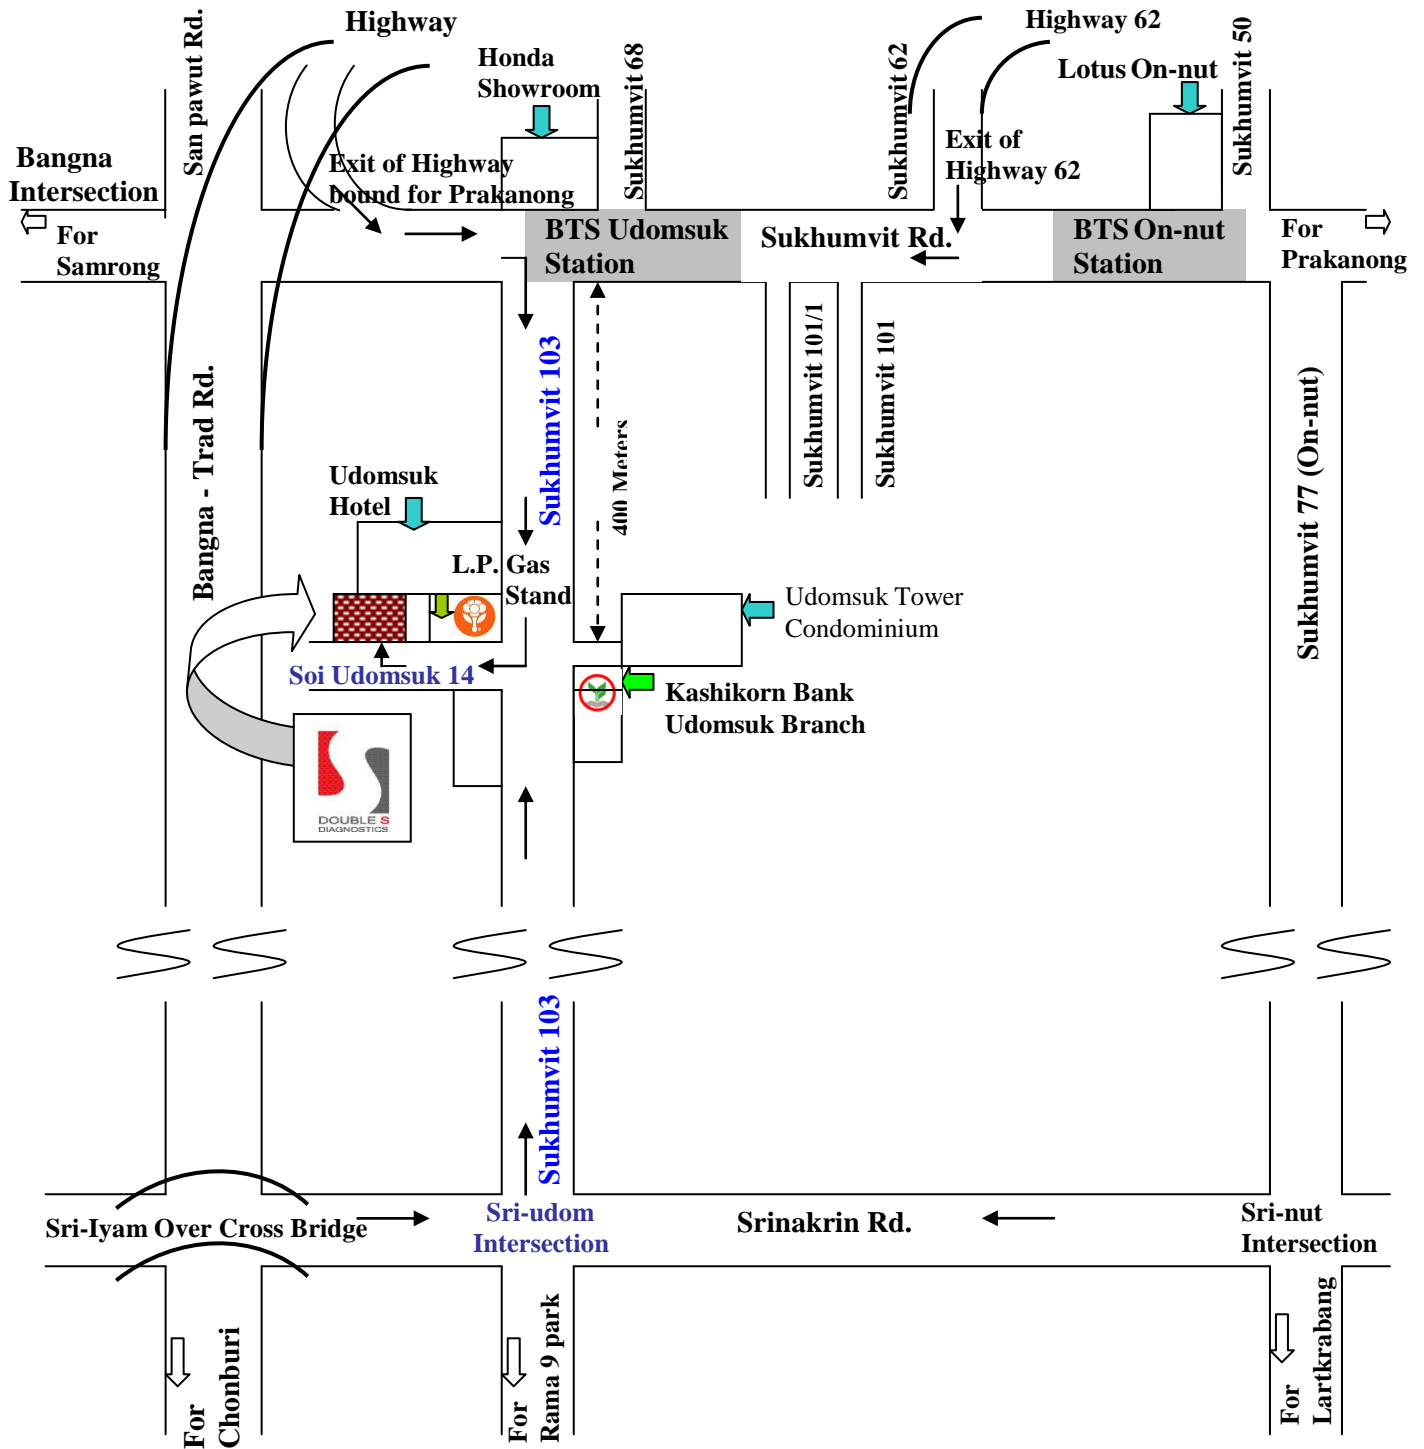 Highway
Highway 62
San pawut Rd.
Honda
Showroom
Sukhumvit 68
Sukhumvit 62
Lotus On-nut
Sukhumvit 50
Bangna
Intersection
Exit of Highway
bound for Prakanong
Exit of
Highway 62
For
Samrong
BTS Udomsuk
Station
Sukhumvit Rd.
BTS On-nut
Station
For
Prakanong
Sukhumvit 103
400 Meters
Sukhumvit 101/1
Sukhumvit 101
Bangna - Trad Rd.
Sukhumvit 77 (On-nut)
Udomsuk
Hotel
L.P. Gas
Stand
Udomsuk Tower
Condominium
Soi Udomsuk 14
Kashikorn Bank
Udomsuk Branch
DOUBLE S
DIAGNOSTICS
Sukhumvit 103
Sri-Iyam Over Cross Bridge
Sri-udom
Intersection
Srinakrin Rd.
Sri-nut
Intersection
For
Chonburi
For
Rama 9 park
For
Lartkrabang